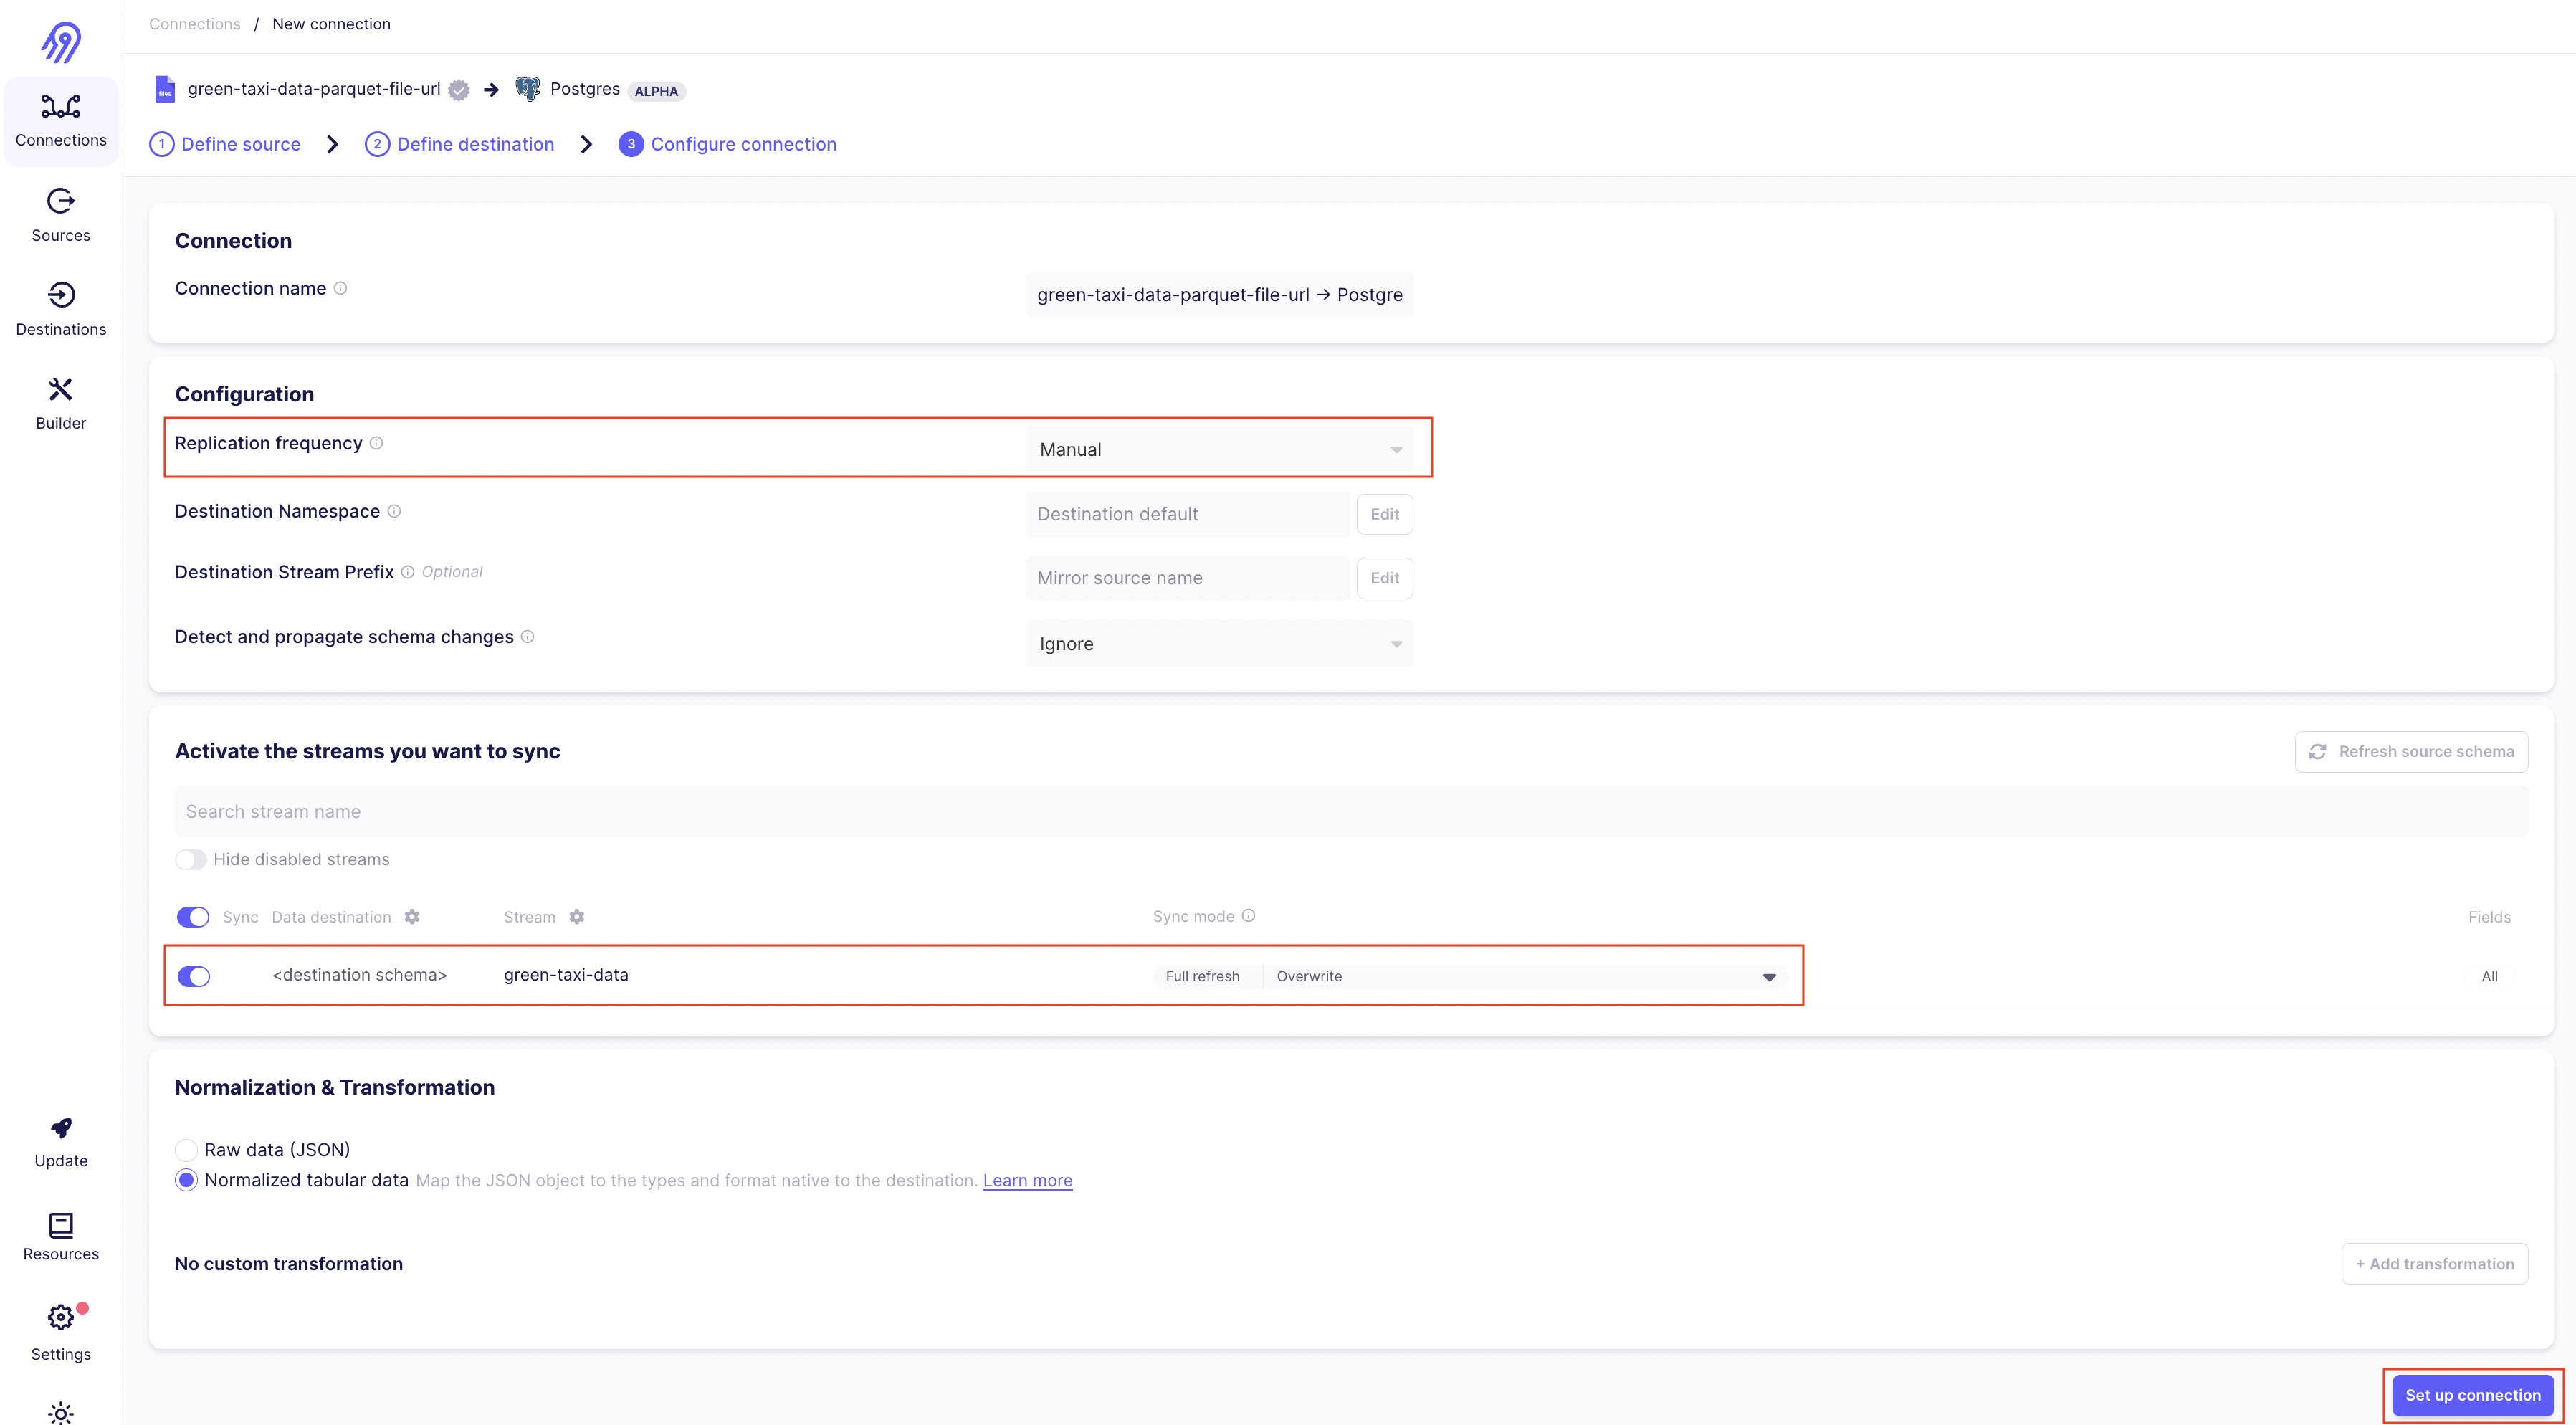 Connections / New connection
files green-taxi-data-parquet-file-url → Postgres ALPHA
1 Define source > 2 Define destination > 3 Configure connection
Connections
Sources
Destinations
Builder
Update
Resources
Settings
Connection
Connection name
green-taxi-data-parquet-file-url → Postgre
Configuration
Replication frequency Manual
Destination Namespace Destination default Edit
Destination Stream Prefix Optional Mirror source name Edit
Detect and propagate schema changes Ignore
Activate the streams you want to sync Refresh source schema
Search stream name
Hide disabled streams
Sync Data destination Stream Sync mode Fields
<destination schema> green-taxi-data Full refresh Overwrite All
Normalization & Transformation
Raw data (JSON)
Normalized tabular data Map the JSON object to the types and format native to the destination. Learn more
No custom transformation + Add transformation
Set up connection